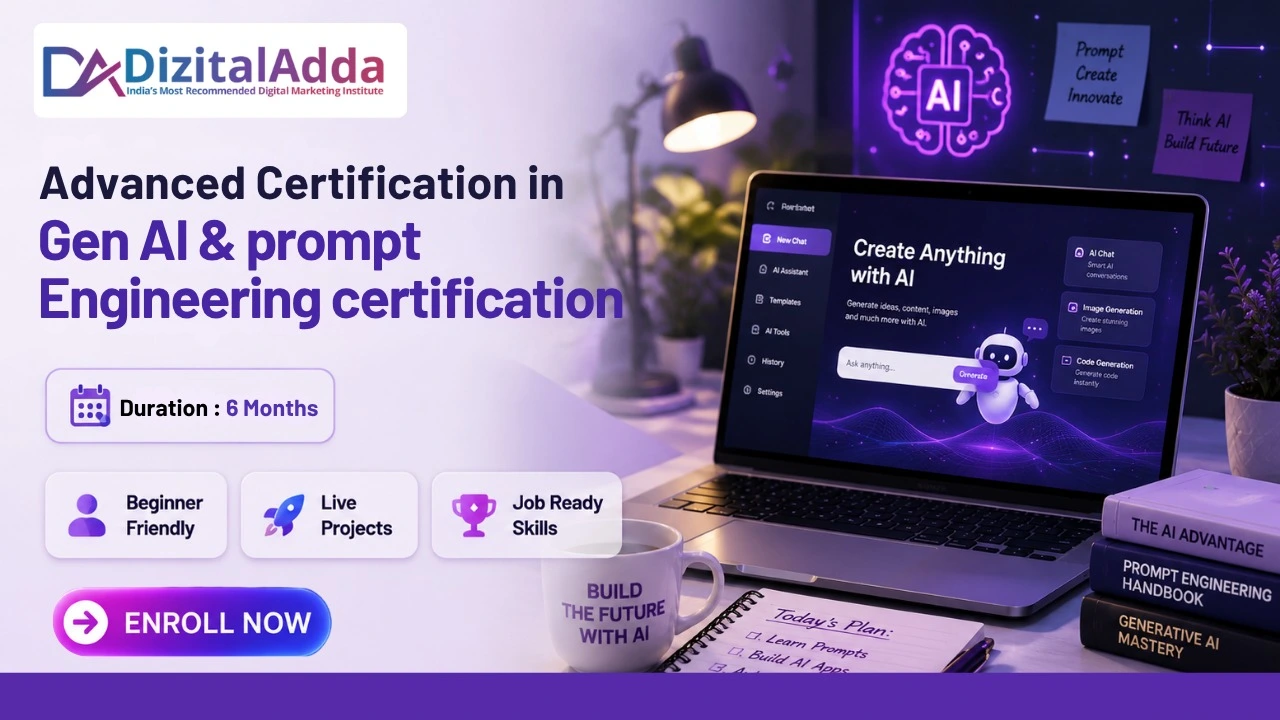 DA DizitalAdda
India's Most Recommended Digital Marketing Institute
Advanced Certification in
Gen AI & prompt
Engineering certification
Duration : 6 Months
Beginner
Friendly
Live
Projects
Job Ready
Skills
ENROLL NOW
AI
Prompt
Create
Innovate
Think AI
Build Future
New Chat
AI Assistant
Templates
AI Tools
History
Settings
Create Anything
with AI
Generate ideas, content, images
and much more with AI.
Ask anything...
Generate
AI Chat
Smart AI
conversations
Image Generation
Create stunning
images
Code Generation
Generate code
instantly
BUILD
THE FUTURE
WITH AI
Today's Plan:
1. Learn Prompts
Build AI Apps
THE AI ADVANTAGE
PROMPT ENGINEERING
HANDBOOK
GENERATIVE AI
MASTERY